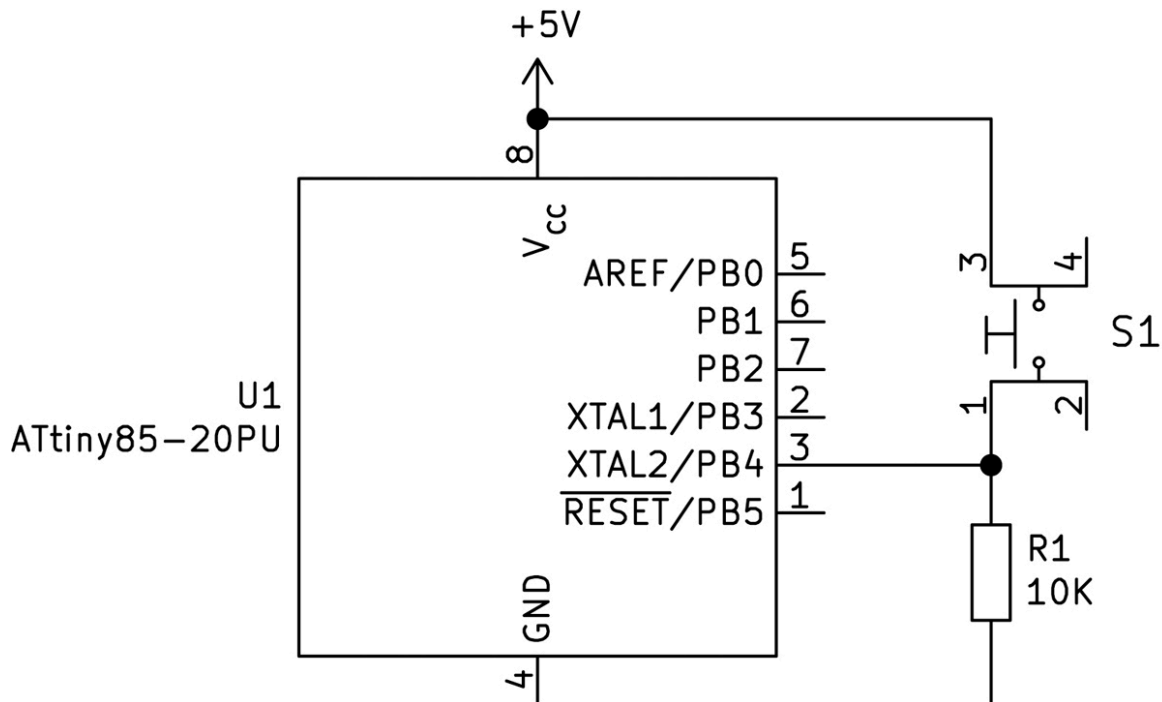 +5V
8
VCC
AREF/PB0 5
PB1 6
PB2 7
XTAL1/PB3 2
XTAL2/PB4 3
RESET/PB5 1
GND
4
U1
ATtiny85-20PU
3
4
S1
1
2
R1
10K